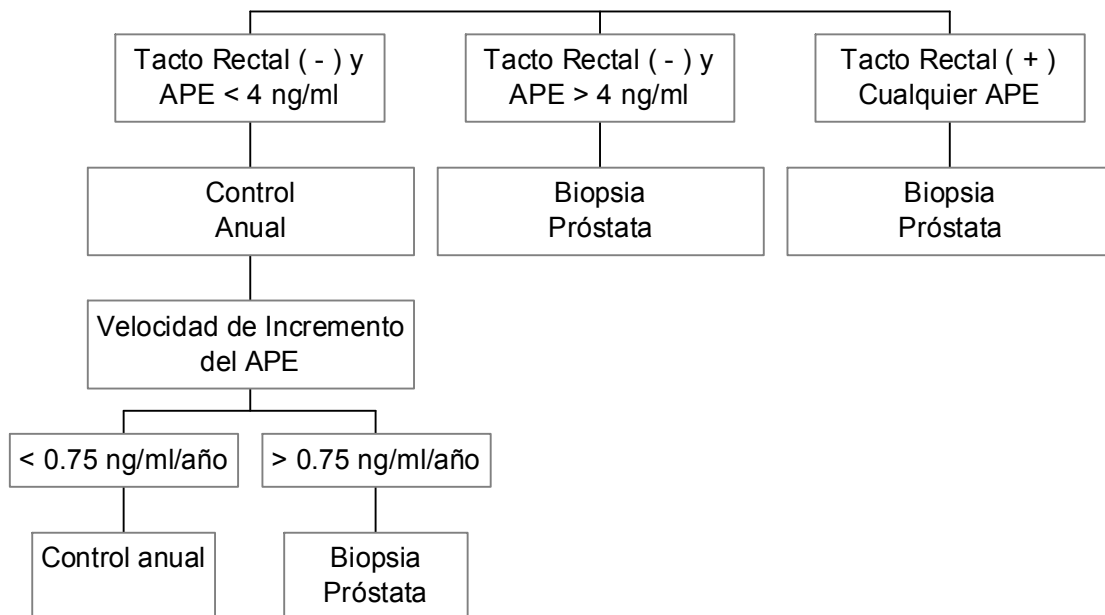 Tacto Rectal ( - ) y
APE < 4 ng/ml
Tacto Rectal ( - ) y
APE > 4 ng/ml
Tacto Rectal ( + )
Cualquier APE
Control
Anual
Biopsia
Próstata
Biopsia
Próstata
Velocidad de Incremento
del APE
< 0.75 ng/ml/año
> 0.75 ng/ml/año
Control anual
Biopsia
Próstata